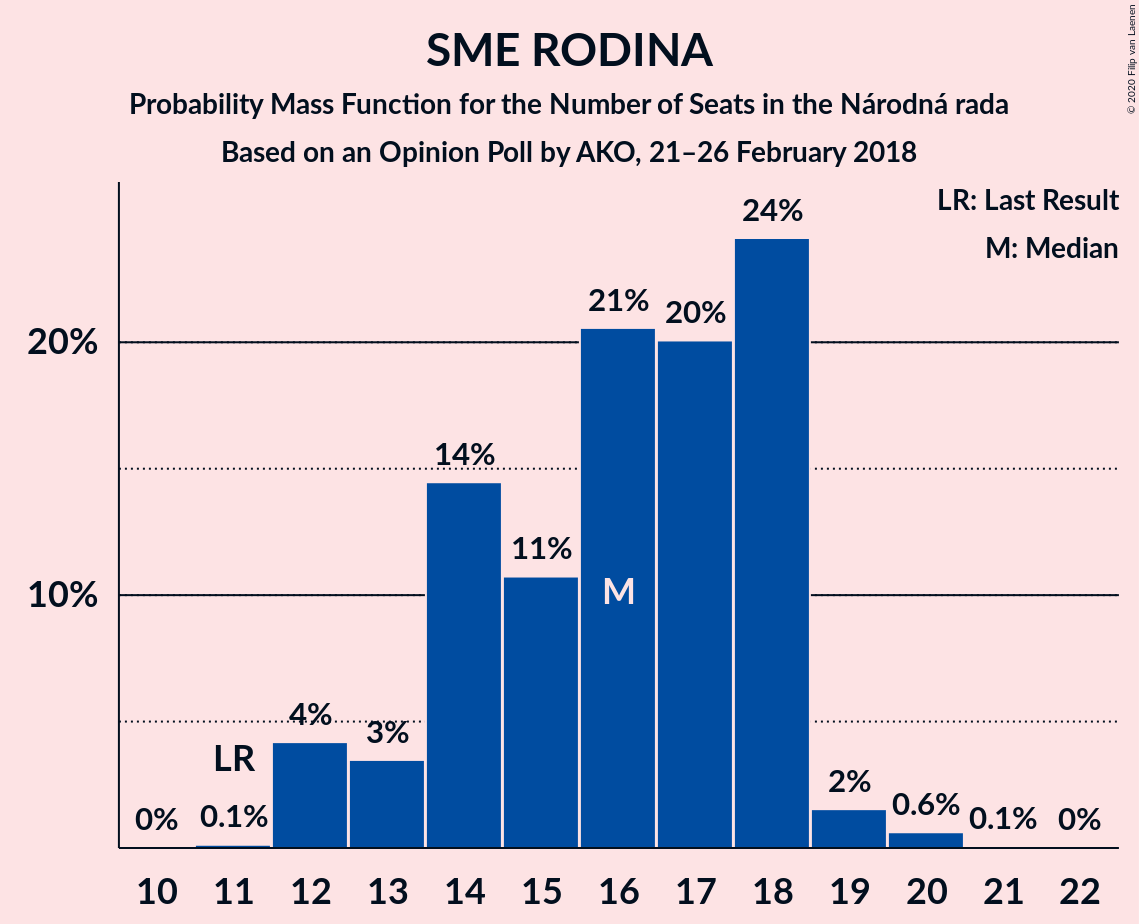 SME RODINA
Probability Mass Function for the Number of Seats in the Národná rada
Based on an Opinion Poll by AKO, 21–26 February 2018
© 2020 Filip van Laenen
LR: Last Result
M: Median
20%
10%
0%
0.1%
LR
4%
3%
14%
11%
21%
M
20%
24%
2%
0.6%
0.1%
0%
10 11 12 13 14 15 16 17 18 19 20 21 22